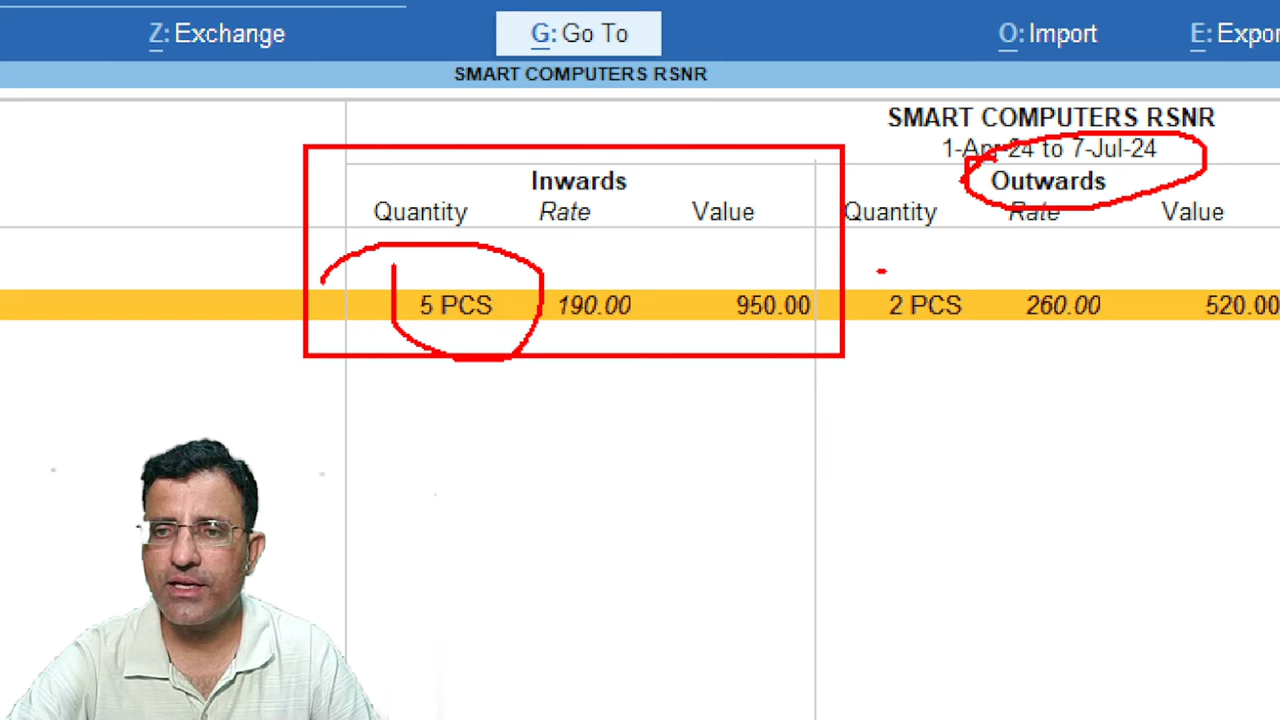 Z: Exchange G: Go To O: Import E: Expor
SMART COMPUTERS RSNR
SMART COMPUTERS RSNR
1-Apr-24 to 7-Jul-24
Inwards Outwards
Quantity Rate Value Quantity Rate Value
5 PCS 190.00 950.00 2 PCS 260.00 520.00